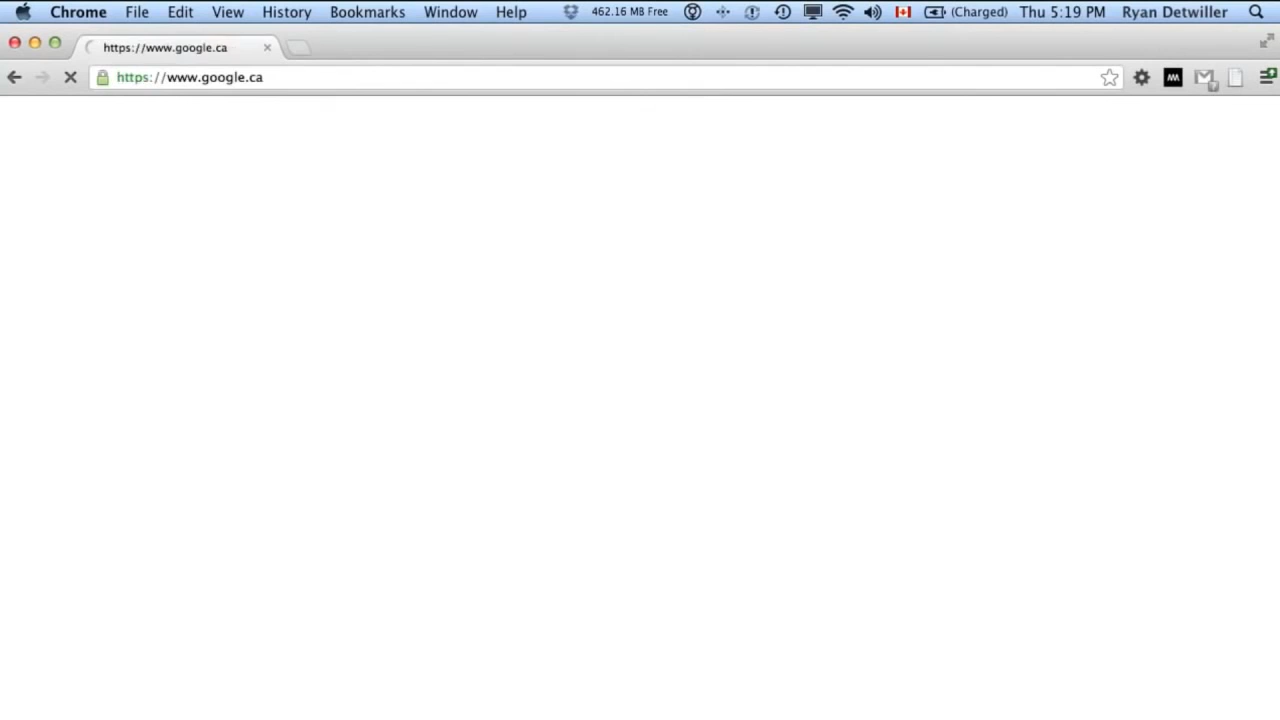 Chrome File Edit View History Bookmarks Window Help 462.16 MB Free (Charged) Thu 5:19 PM Ryan Detwiller
https://www.google.ca
https://www.google.ca